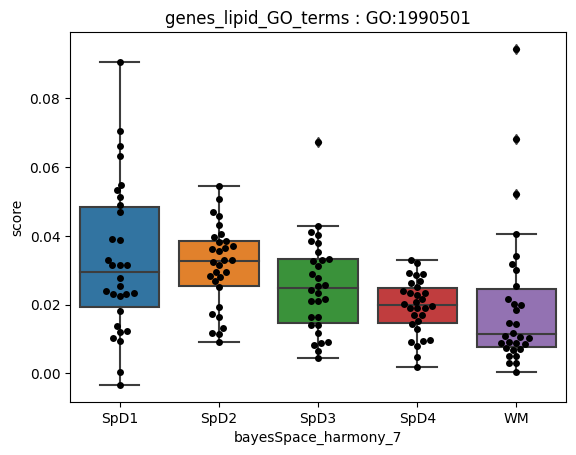 genes_lipid_GO_terms : GO:1990501
score
0.08
0.06
0.04
0.02
0.00
SpD1 SpD2 SpD3 SpD4 WM
bayesSpace_harmony_7